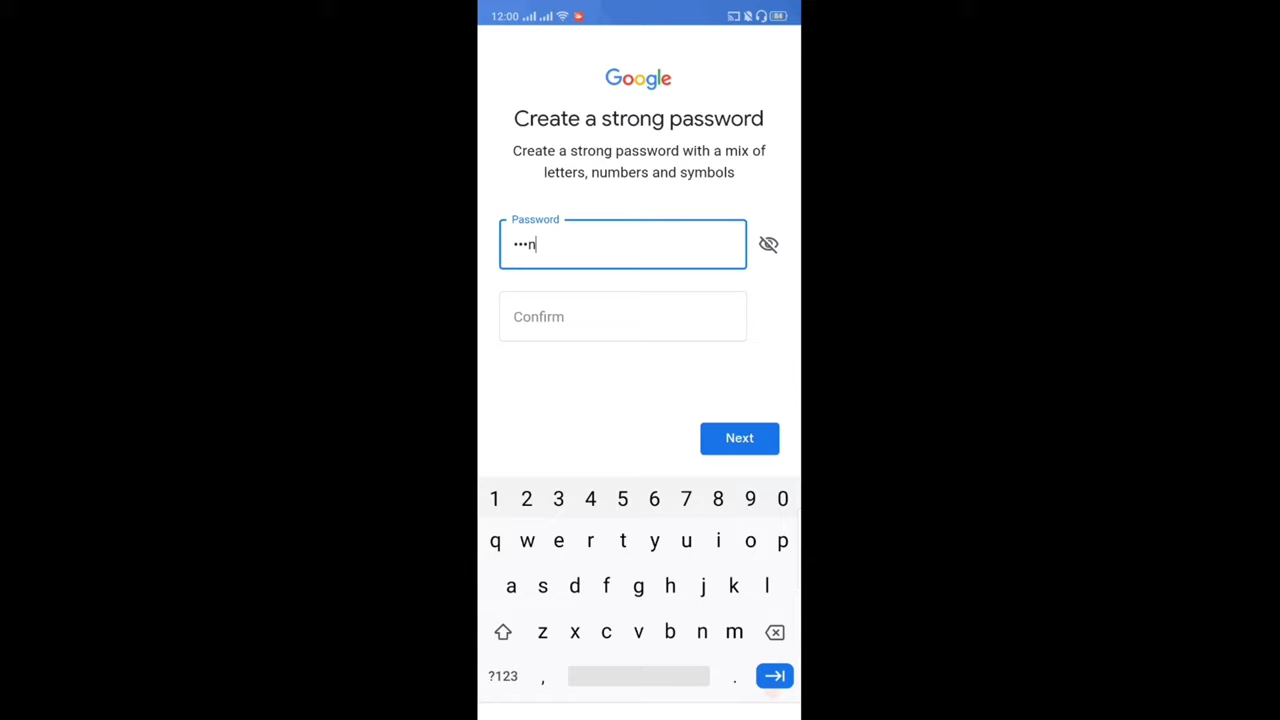 12:00 84
Google
Create a strong password
Create a strong password with a mix of
letters, numbers and symbols
Password
•••n
Confirm
Next
1 2 3 4 5 6 7 8 9 0
q w e r t y u i o p
a s d f g h j k l
z x c v b n m
?123 , .